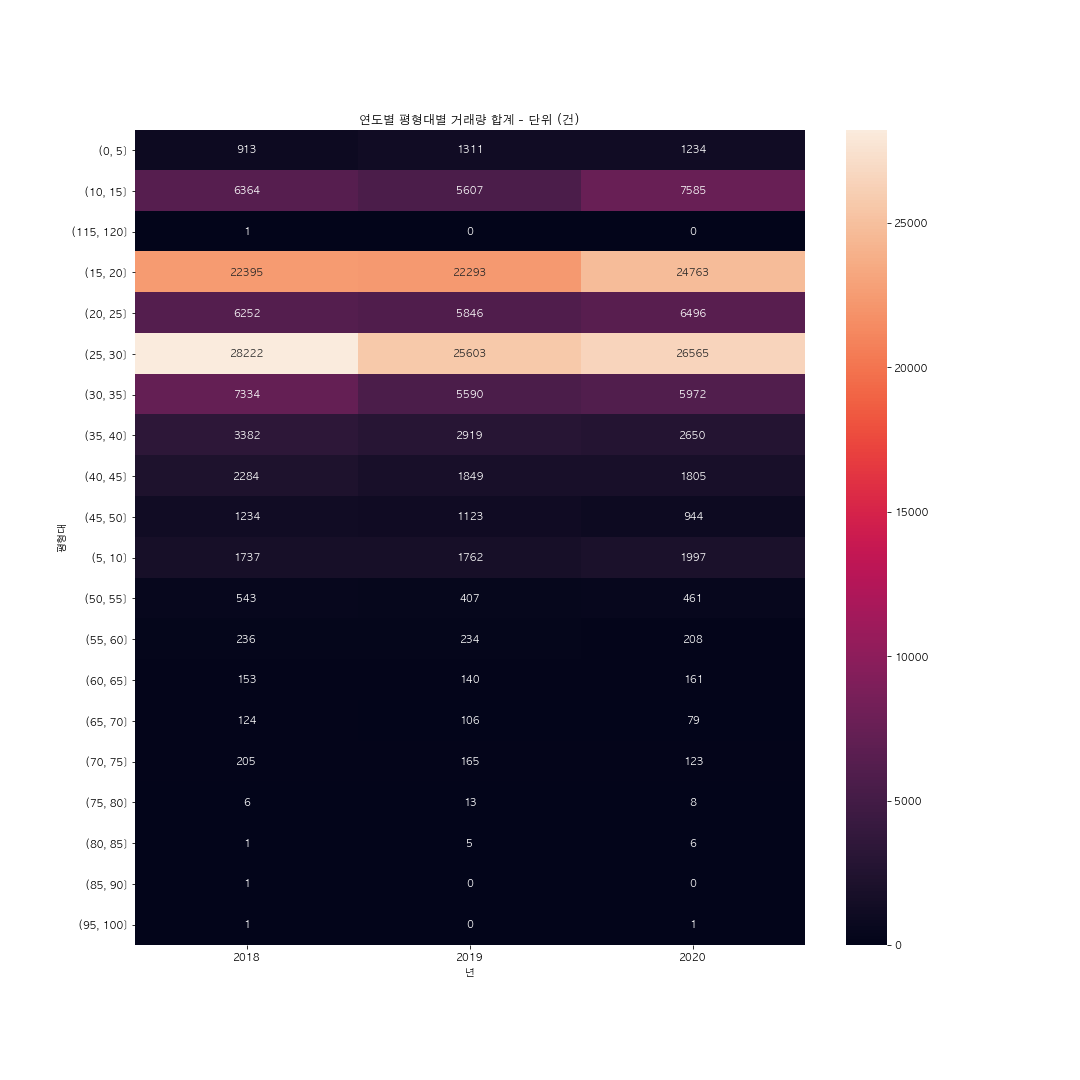 연도별 평형대별 거래량 합계 - 단위 (건)
(0, 5] 913 1311 1234
(10, 15] 6364 5607 7585
(115, 120] 1 0 0
(15, 20] 22395 22293 24763
(20, 25] 6252 5846 6496
(25, 30] 28222 25603 26565
(30, 35] 7334 5590 5972
(35, 40] 3382 2919 2650
(40, 45] 2284 1849 1805
(45, 50] 1234 1123 944
(5, 10] 1737 1762 1997
(50, 55] 543 407 461
(55, 60] 236 234 208
(60, 65] 153 140 161
(65, 70] 124 106 79
(70, 75] 205 165 123
(75, 80] 6 13 8
(80, 85] 1 5 6
(85, 90] 1 0 0
(95, 100] 1 0 1
평형대
2018 2019 2020
년
25000
20000
15000
10000
5000
0